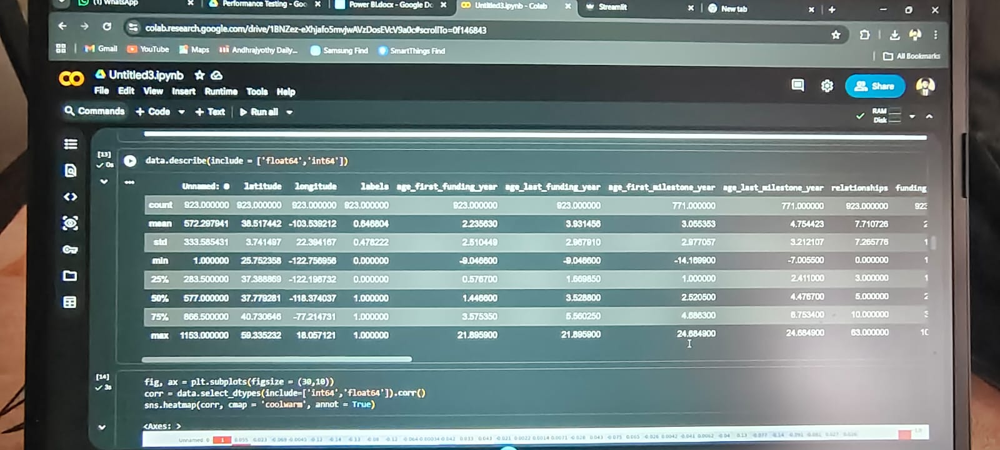 (1) WhatsApp
Performance Testing - Goo
Power BI.docx - Google Do
Untitled3.ipynb - Colab
Streamlit
New tab
colab.research.google.com/drive/1BNZez-eXhjafo5mvjwAVzDosEVcV9a0c#scrollTo=0f146843
Gmail YouTube Maps Andhrajyothy Daily... Samsung Find SmartThings Find
All Bookmarks
Untitled3.ipynb
File Edit View Insert Runtime Tools Help
Share
Commands + Code + Text Run all
RAM
Disk
[13]
0s
data.describe(include = ['float64','int64'])
Unnamed: 0 latitude longitude labels age_first_funding_year age_last_funding_year age_first_milestone_year age_last_milestone_year relationships funding
count 923.000000 923.000000 923.000000 923.000000 923.000000 923.000000 771.000000 771.000000 923.000000 923
mean 572.297941 38.517442 -103.539212 0.646804 2.235630 3.931456 3.055353 4.754423 7.710726 2
std 333.585431 3.741497 22.394167 0.478222 2.510449 2.967910 2.977057 3.212107 7.265776 1
min 1.000000 25.752358 -122.756956 0.000000 -9.046600 -9.046600 -14.169900 -7.005500 0.000000 1
25% 283.500000 37.388869 -122.198732 0.000000 0.576700 1.669850 1.000000 2.411000 3.000000 1
50% 577.000000 37.779281 -118.374037 1.000000 1.446600 3.528800 2.520500 4.476700 5.000000 2
75% 866.500000 40.730646 -77.214731 1.000000 3.575350 5.560250 4.686300 6.753400 10.000000 3
max 1153.000000 59.335232 18.057121 1.000000 21.895900 21.895900 24.684900 24.684900 63.000000 10
[14]
3s
fig, ax = plt.subplots(figsize = (30,10))
corr = data.select_dtypes(include=['int64','float64']).corr()
sns.heatmap(corr, cmap = 'coolwarm', annot = True)
<Axes: >
Unnamed: 0 1 0.055 0.023